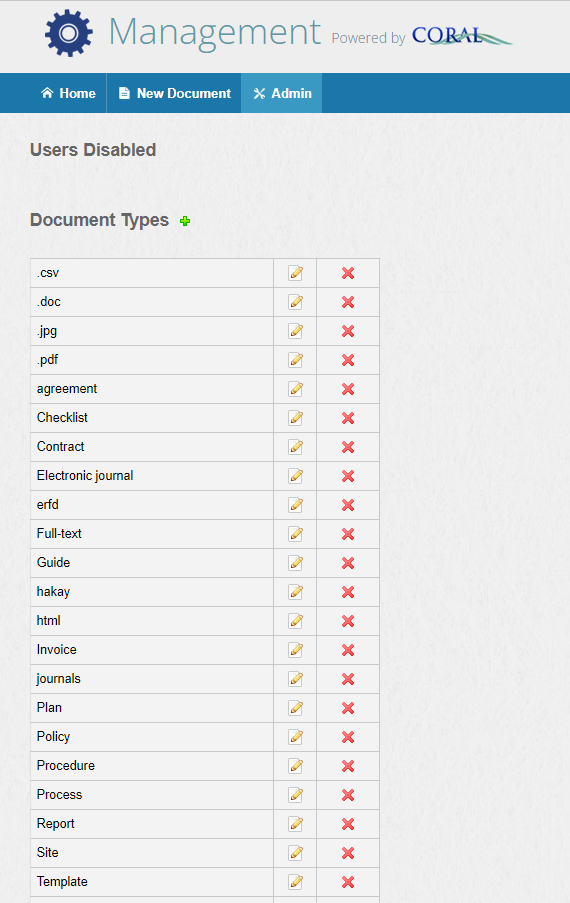 Management Powered by CORAL
Home New Document Admin
Users Disabled
Document Types
.csv
.doc
.jpg
.pdf
agreement
Checklist
Contract
Electronic journal
erfd
Full-text
Guide
hakay
html
Invoice
journals
Plan
Policy
Procedure
Process
Report
Site
Template